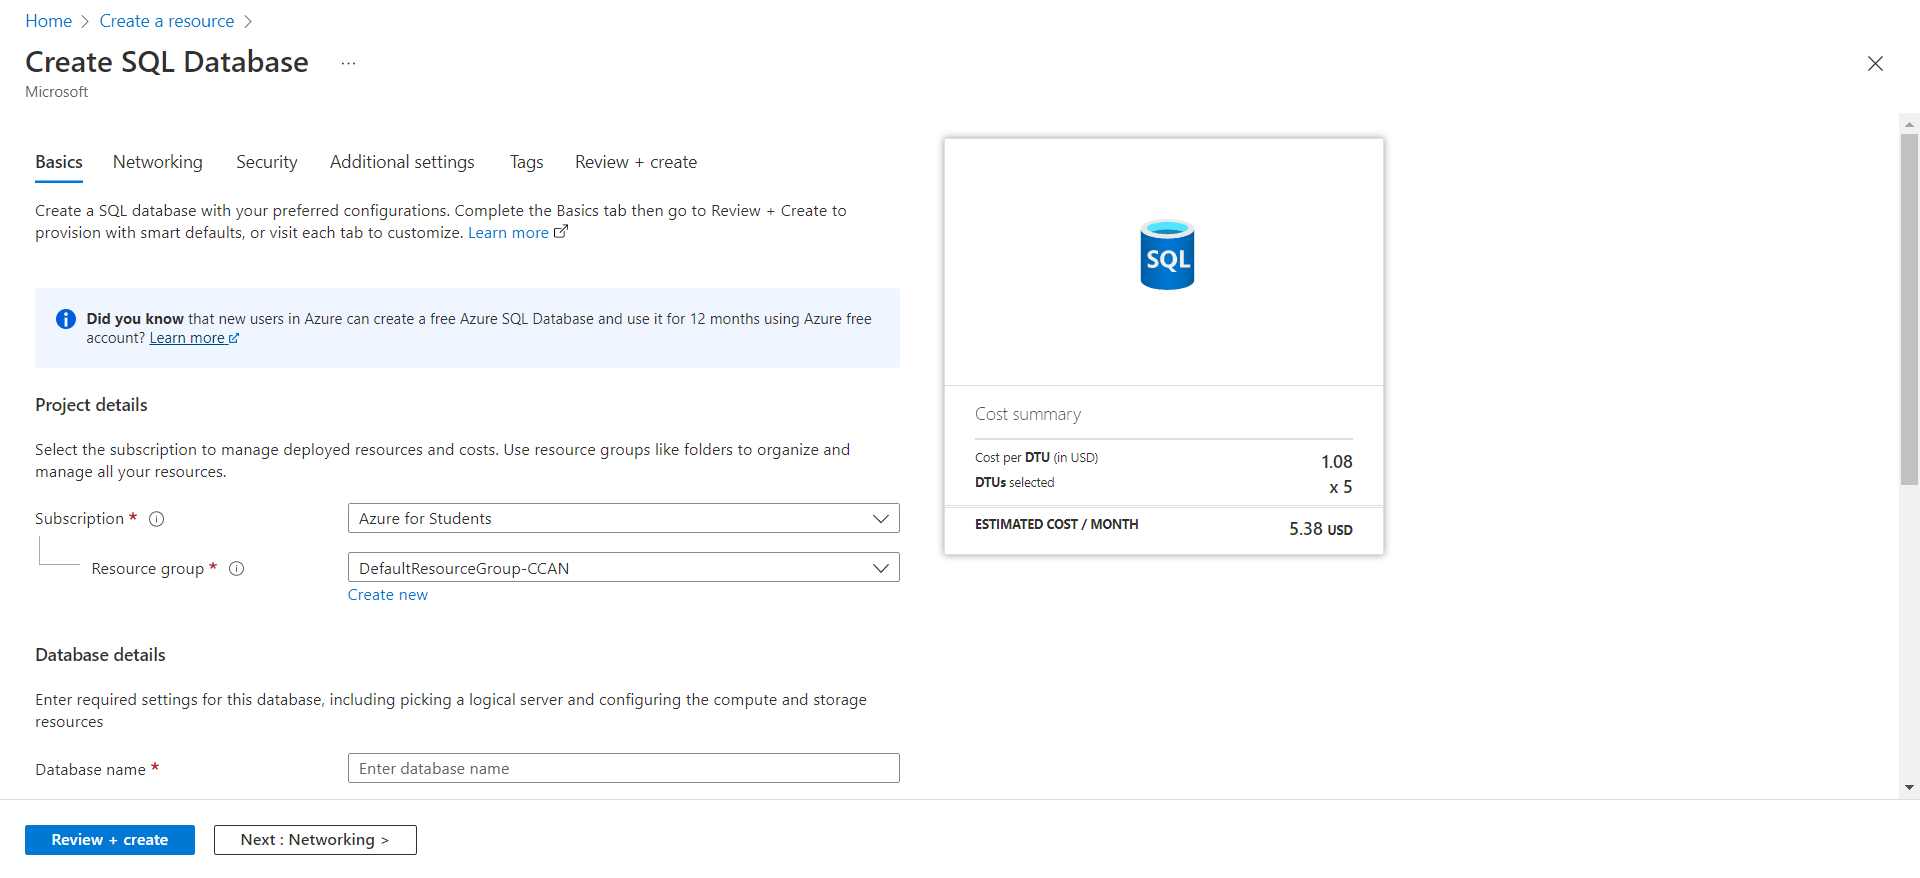 Home > Create a resource >
Create SQL Database ...
Microsoft
Basics Networking Security Additional settings Tags Review + create
Create a SQL database with your preferred configurations. Complete the Basics tab then go to Review + Create to
provision with smart defaults, or visit each tab to customize. Learn more
Did you know that new users in Azure can create a free Azure SQL Database and use it for 12 months using Azure free
account? Learn more
Project details
Select the subscription to manage deployed resources and costs. Use resource groups like folders to organize and
manage all your resources.
Subscription * Azure for Students
Resource group * DefaultResourceGroup-CCAN
Create new
Database details
Enter required settings for this database, including picking a logical server and configuring the compute and storage
resources
Database name * Enter database name
Review + create Next : Networking >
SQL
Cost summary
Cost per DTU (in USD) 1.08
DTUs selected x 5
ESTIMATED COST / MONTH 5.38 USD